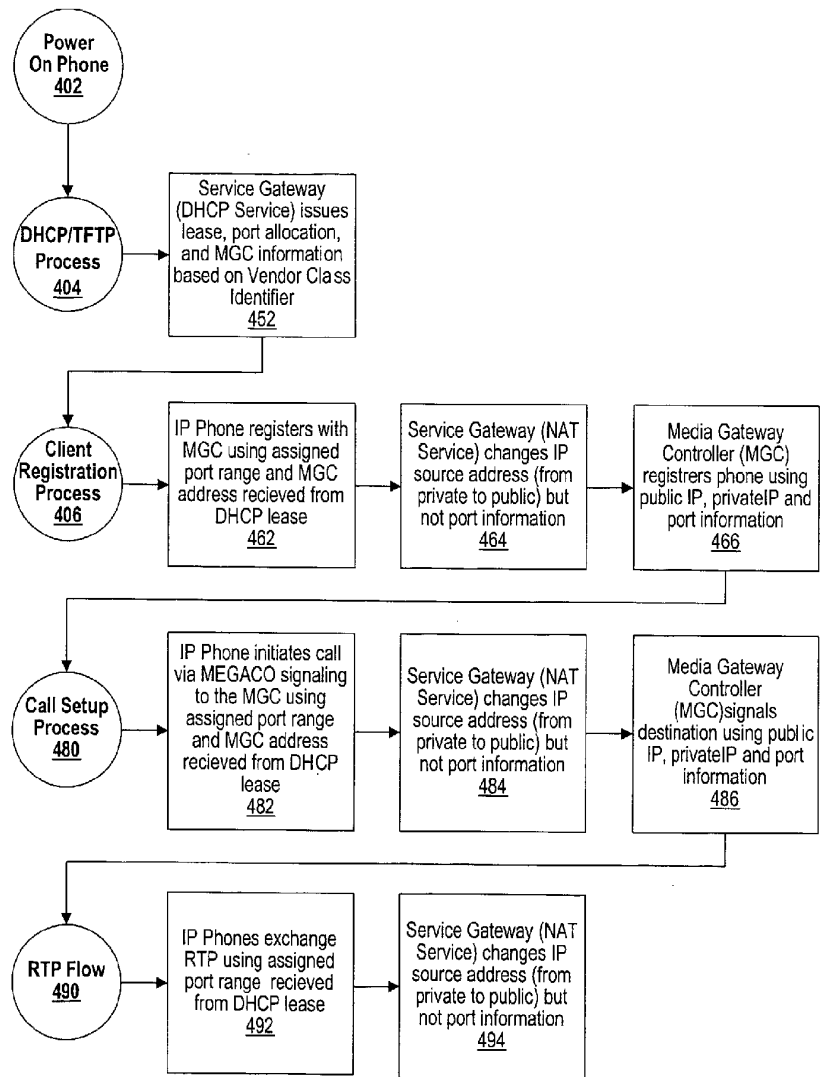 Power
On Phone
402
DHCP/TFTP
Process
404
Service Gateway
(DHCP Service) issues
lease, port allocation,
and MGC information
based on Vendor Class
Identifier
452
Client
Registration
Process
406
IP Phone registers with
MGC using assigned
port range and MGC
address recieved from
DHCP lease
462
Service Gateway (NAT
Service) changes IP
source address (from
private to public) but
not port information
464
Media Gateway
Controller (MGC)
registrers phone using
public IP, privateIP and
port information
466
Call Setup
Process
480
IP Phone initiates call
via MEGACO signaling
to the MGC using
assigned port range
and MGC address
recieved from DHCP
lease
482
Service Gateway (NAT
Service) changes IP
source address (from
private to public) but
not port information
484
Media Gateway
Controller
(MGC)signals
destination using public
IP, privateIP and port
information
486
RTP Flow
490
IP Phones exchange
RTP using assigned
port range recieved
from DHCP lease
492
Service Gateway (NAT
Service) changes IP
source address (from
private to public) but
not port information
494